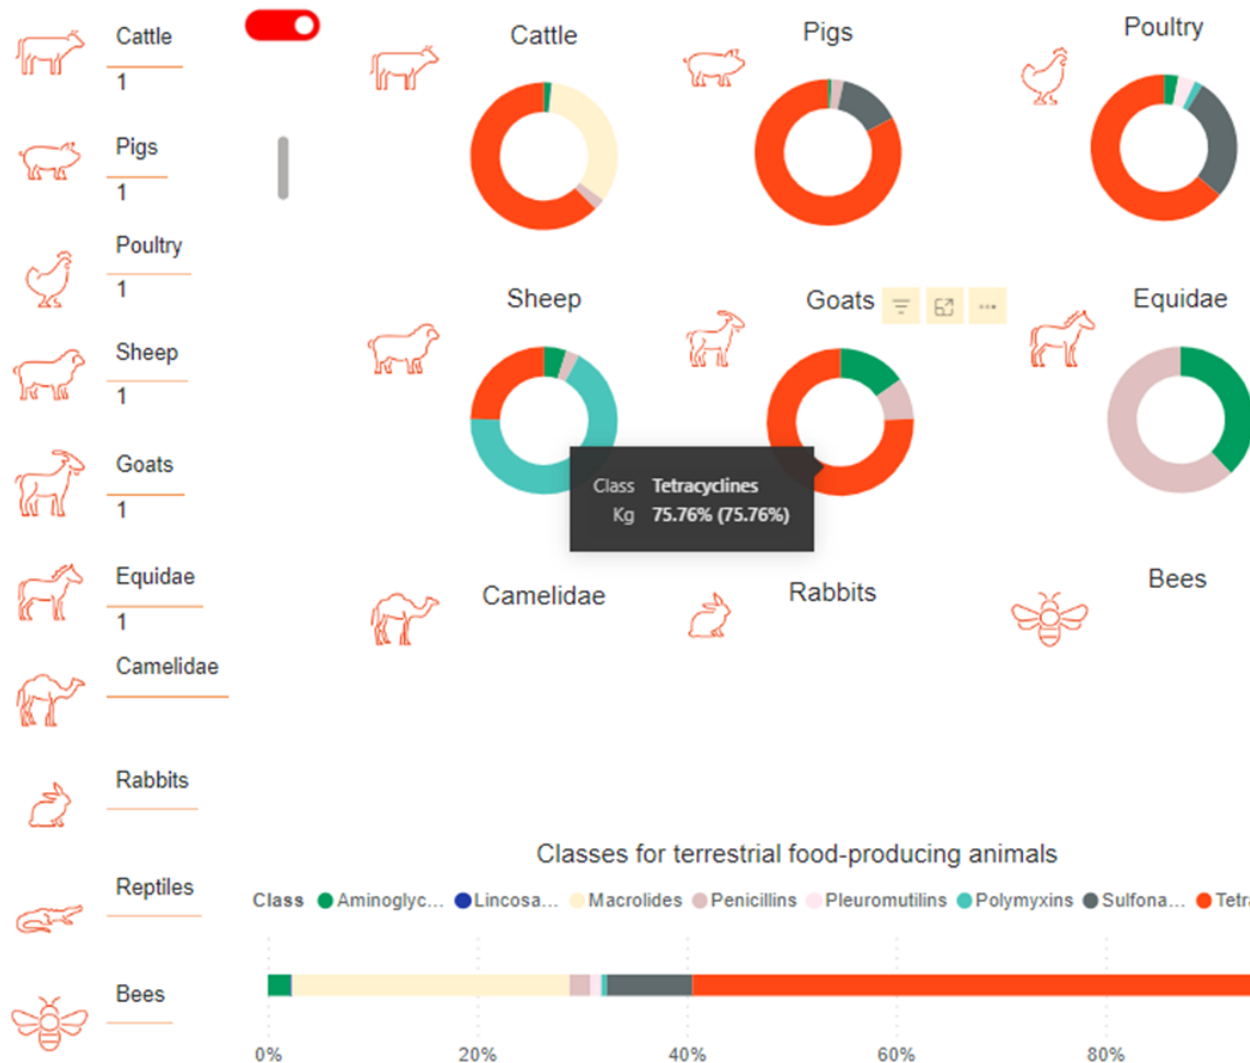 Cattle
1
Pigs
1
Poultry
1
Sheep
1
Goats
1
Equidae
1
Camelidae
Rabbits
Reptiles
Bees
Cattle
Pigs
Poultry
Sheep
Goats
Equidae
Class Tetracyclines
Kg 75.76% (75.76%)
Camelidae
Rabbits
Bees
Classes for terrestrial food-producing animals
Class Aminoglyc... Lincosa... Macrolides Penicillins Pleuromutilins Polymyxins Sulfona... Tetr
0% 20% 40% 60% 80%